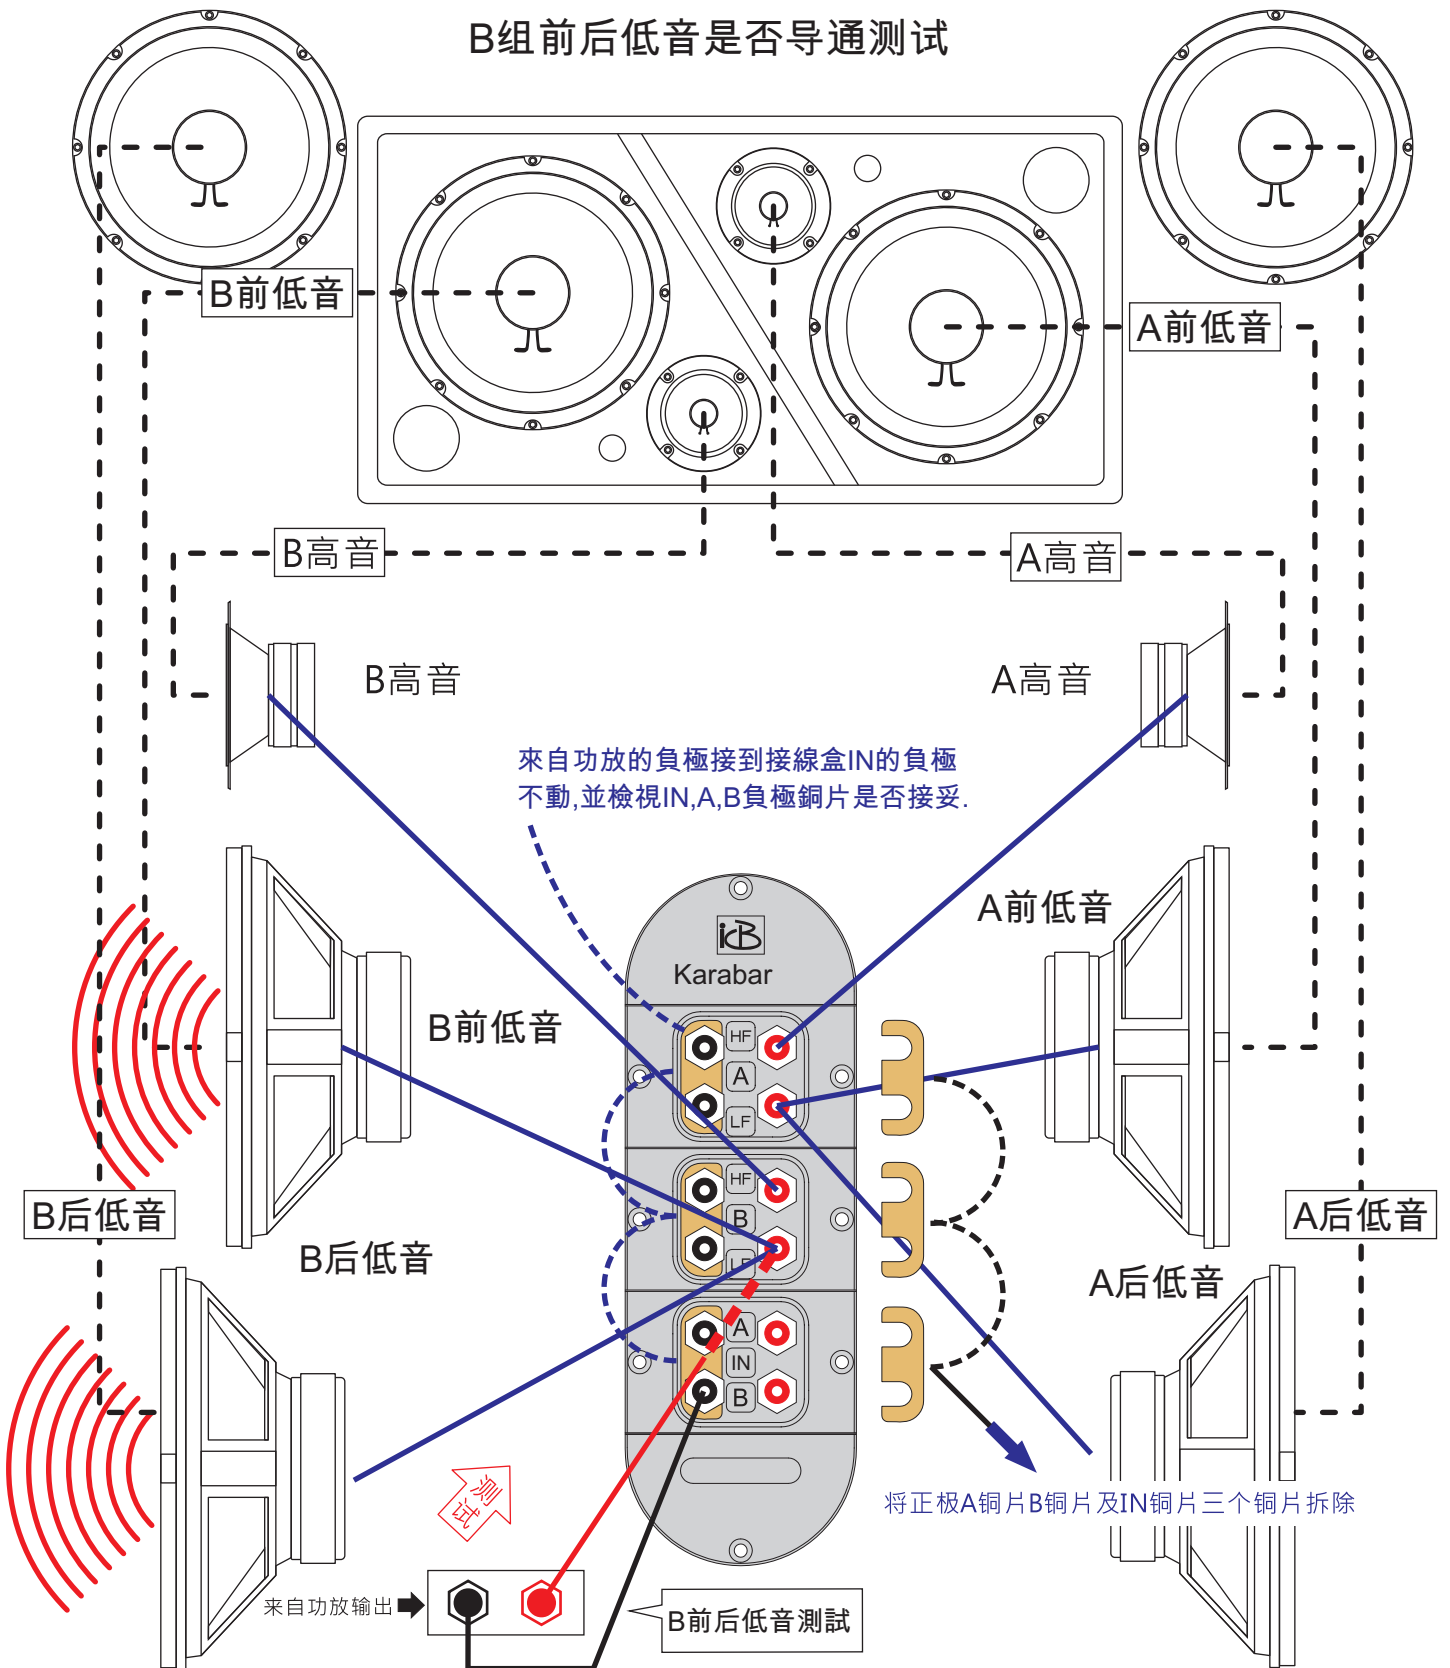 B组前后低音是否导通测试
B前低音
A前低音
B高音
A高音
B高音
A高音
來自功放的負極接到接線盒IN的負極
不動,並檢視IN,A,B負極銅片是否接妥.
A前低音
icB
Karabar
B前低音
HF
A
LF
B后低音
A后低音
HF
B
LF
B后低音
A后低音
A
IN
B
测试
将正极A铜片B铜片及IN铜片三个铜片拆除
来自功放输出
B前后低音測試